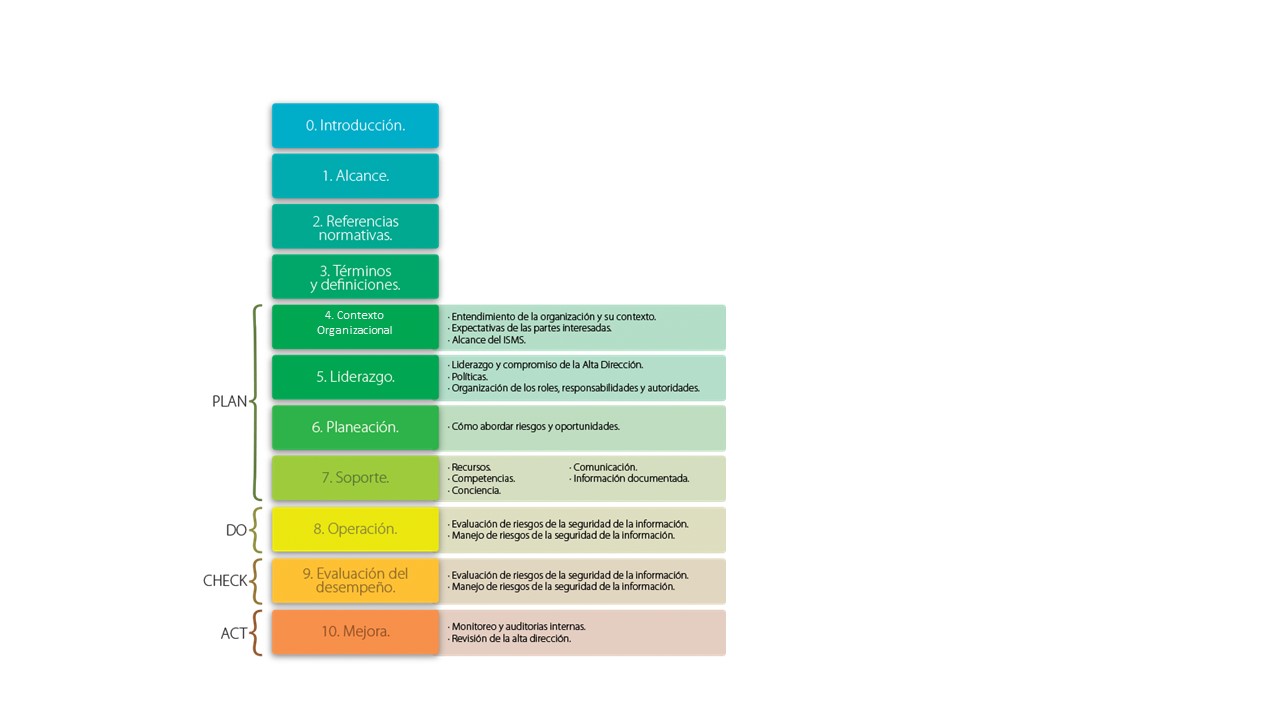 0. Introducción.
1. Alcance.
2. Referencias
normativas.
3. Términos
y definiciones.
PLAN
4. Contexto
Organizacional
· Entendimiento de la organización y su contexto.
· Expectativas de las partes interesadas.
· Alcance del ISMS.
5. Liderazgo.
· Liderazgo y compromiso de la Alta Dirección.
· Políticas.
· Organización de los roles, responsabilidades y autoridades.
6. Planeación.
· Cómo abordar riesgos y oportunidades.
7. Soporte.
· Recursos.
· Competencias.
· Conciencia.
· Comunicación.
· Información documentada.
DO
8. Operación.
· Evaluación de riesgos de la seguridad de la información.
· Manejo de riesgos de la seguridad de la información.
CHECK
9. Evaluación del
desempeño.
· Evaluación de riesgos de la seguridad de la información.
· Manejo de riesgos de la seguridad de la información.
ACT
10. Mejora.
· Monitoreo y auditorias internas.
· Revisión de la alta dirección.